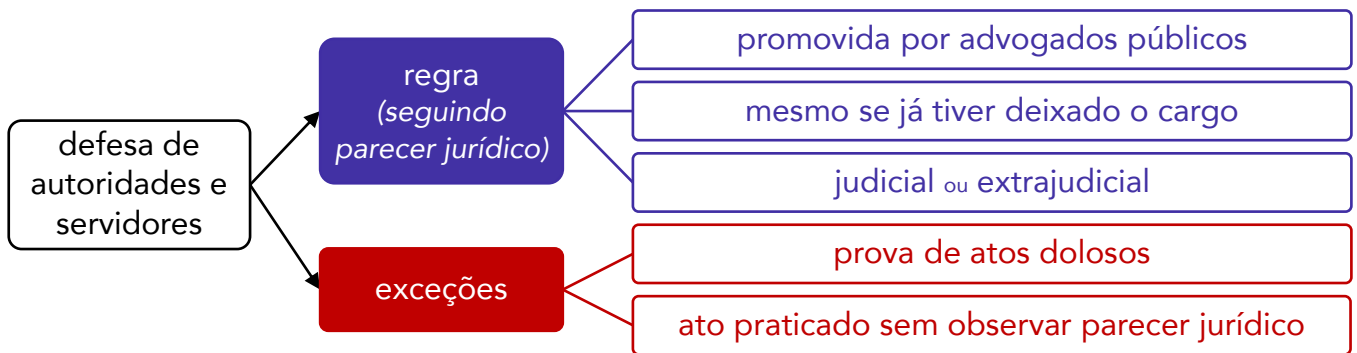 defesa de
autoridades e
servidores
regra
(seguindo
parecer jurídico)
promovida por advogados públicos
mesmo se já tiver deixado o cargo
judicial ou extrajudicial
exceções
prova de atos dolosos
ato praticado sem observar parecer jurídico